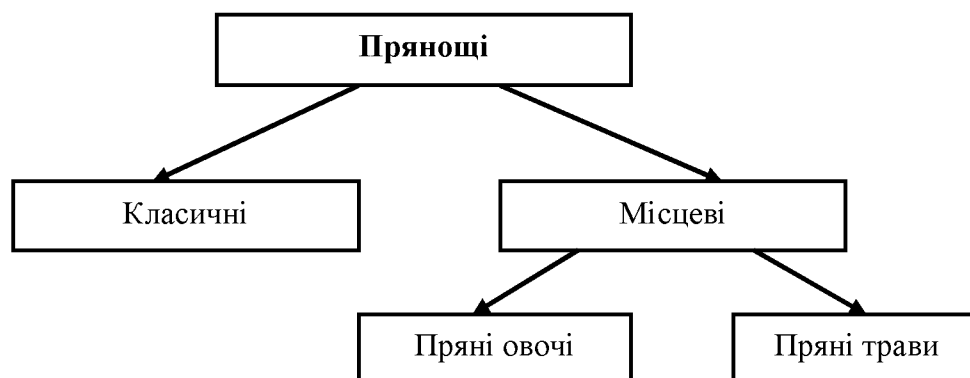 Прянощі
Класичні
Місцеві
Пряні овочі
Пряні трави